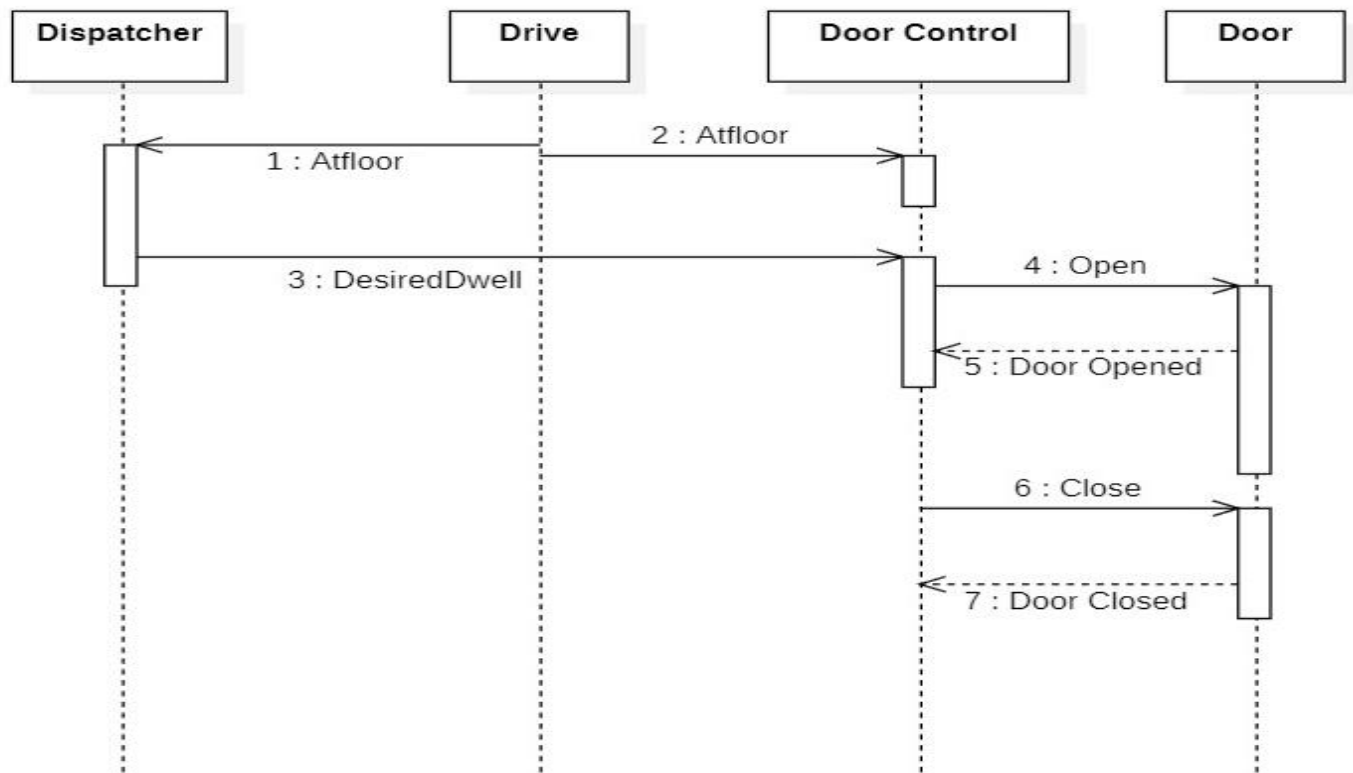 Dispatcher
Drive
Door Control
Door
2 : Atfloor
1 : Atfloor
4 : Open
3 : DesiredDwell
5 : Door Opened
6 : Close
7 : Door Closed